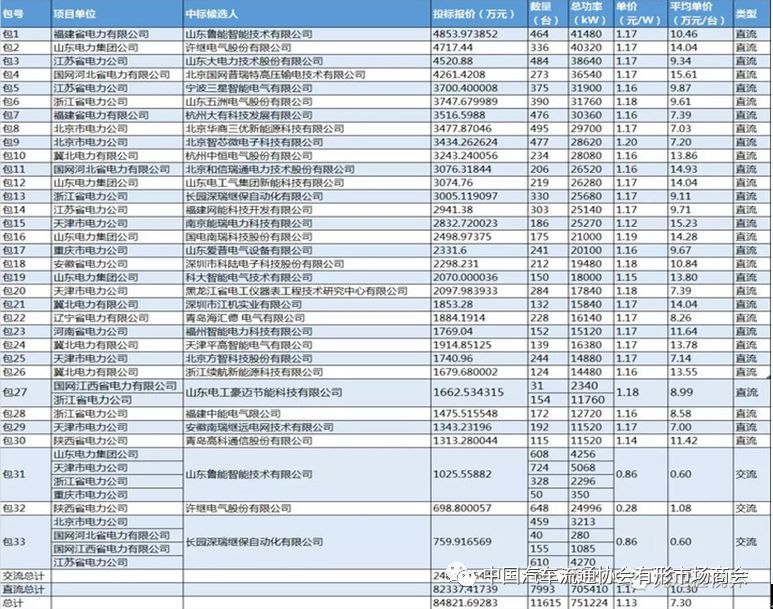 包号 项目单位 中标候选人 投标报价（万元） 数量（台） 总功率（kW） 单价（元/W） 平均单价（万元/台） 类型
包1 福建省电力有限公司 山东鲁能智能技术有限公司 4853.973852 464 41480 1.17 10.46 直流
包2 山东电力集团公司 许继电气股份有限公司 4717.44 336 40320 1.17 14.04 直流
包3 江苏省电力公司 山东大电力技术股份有限公司 4520.88 484 38640 1.17 9.34 直流
包4 国网河北省电力有限公司 北京国网普瑞特高压输电技术有限公司 4261.4208 273 36540 1.17 15.61 直流
包5 江苏省电力公司 宁波三星智能电气有限公司 3700.400008 375 31900 1.16 9.87 直流
包6 浙江省电力公司 山东五洲电气股份有限公司 3747.679989 390 31760 1.18 9.61 直流
包7 福建省电力有限公司 杭州大有科技发展有限公司 3516.5988 476 30360 1.16 7.39 直流
包8 北京市电力公司 北京华商三优新能源科技有限公司 3477.87046 495 29700 1.17 7.03 直流
包9 北京市电力公司 北京智芯微电子科技有限公司 3434.262624 477 28620 1.20 7.20 直流
包10 冀北电力有限公司 杭州中恒电气股份有限公司 3243.240056 234 28080 1.16 13.86 直流
包11 国网河北省电力有限公司 北京和信瑞通电力技术股份有限公司 3076.31844 206 26520 1.16 14.93 直流
包12 山东电力集团公司 山东电工气集团新能科技有限公司 3074.76 219 26280 1.17 14.04 直流
包13 浙江省电力公司 长园深瑞继保自动化有限公司 3005.119097 330 25680 1.17 9.11 直流
包14 江苏省电力公司 福建网能科技开发有限公司 2941.38 303 25140 1.17 9.71 直流
包15 天津市电力公司 南京能瑞电力科技有限公司 2832.720023 186 25270 1.12 15.23 直流
包16 山东电力集团公司 国电南瑞科技股份有限公司 2498.97375 175 21000 1.19 14.28 直流
包17 重庆市电力公司 山东爱普电气设备有限公司 2331.6 241 20100 1.16 9.67 直流
包18 安徽省电力公司 深圳市科陆电子科技股份有限公司 2298.231 212 19480 1.18 10.84 直流
包19 山东电力集团公司 科大智能电气技术有限公司 2070.000036 150 18000 1.15 13.80 直流
包20 天津市电力公司 黑龙江省电工仪器仪表工程技术研究中心有限公司 2097.983933 284 17840 1.18 7.39 直流
包21 冀北电力有限公司 深圳市江机实业有限公司 1853.28 132 15840 1.17 14.04 直流
包22 辽宁省电力有限公司 青岛海汇德 电气有限公司 1884.1914 228 16140 1.17 8.26 直流
包23 河南省电力公司 福州智能电力科技有限公司 1769.04 152 15120 1.17 11.64 直流
包24 冀北电力有限公司 天津平高智能电气有限公司 1914.85125 139 16380 1.17 13.78 直流
包25 天津市电力公司 北京方智科技股份有限公司 1740.96 244 14880 1.17 7.14 直流
包26 冀北电力有限公司 浙江续航新能源科技有限公司 1679.680002 124 14480 1.16 13.55 直流
包27 国网江西省电力有限公司 山东电工豪迈节能科技有限公司 1662.534315 31 2340 1.18 8.99 直流
浙江省电力公司 154 11760
包28 浙江省电力公司 福建中能电气有限公司 1475.515548 172 12720 1.16 8.58 直流
包29 天津市电力公司 安徽南瑞继远电网技术有限公司 1343.23196 192 11520 1.17 7.00 直流
包30 陕西省电力公司 青岛高科通信股份有限公司 1313.280044 115 11520 1.14 11.42 直流
包31 山东电力集团公司 山东鲁能智能技术有限公司 1025.55882 608 4256 0.86 0.60 交流
天津市电力公司 724 5068
浙江省电力公司 328 2296
重庆市电力公司 50 350
包32 陕西省电力公司 许继电气股份有限公司 698.800057 648 24996 0.28 1.08 交流
包33 北京市电力公司 长园深瑞继保自动化有限公司 759.916569 459 3213 0.86 0.60 交流
国网河北省电力有限公司 40 280
国网江西省电力有限公司 155 1085
江苏省电力公司 610 4270
交流总计
直流总计 82337.41739 7993 705410 1.17 10.30
总计 84821.69283 11615 751224 1.13 7.30
中国汽车流通协会有形市场商会